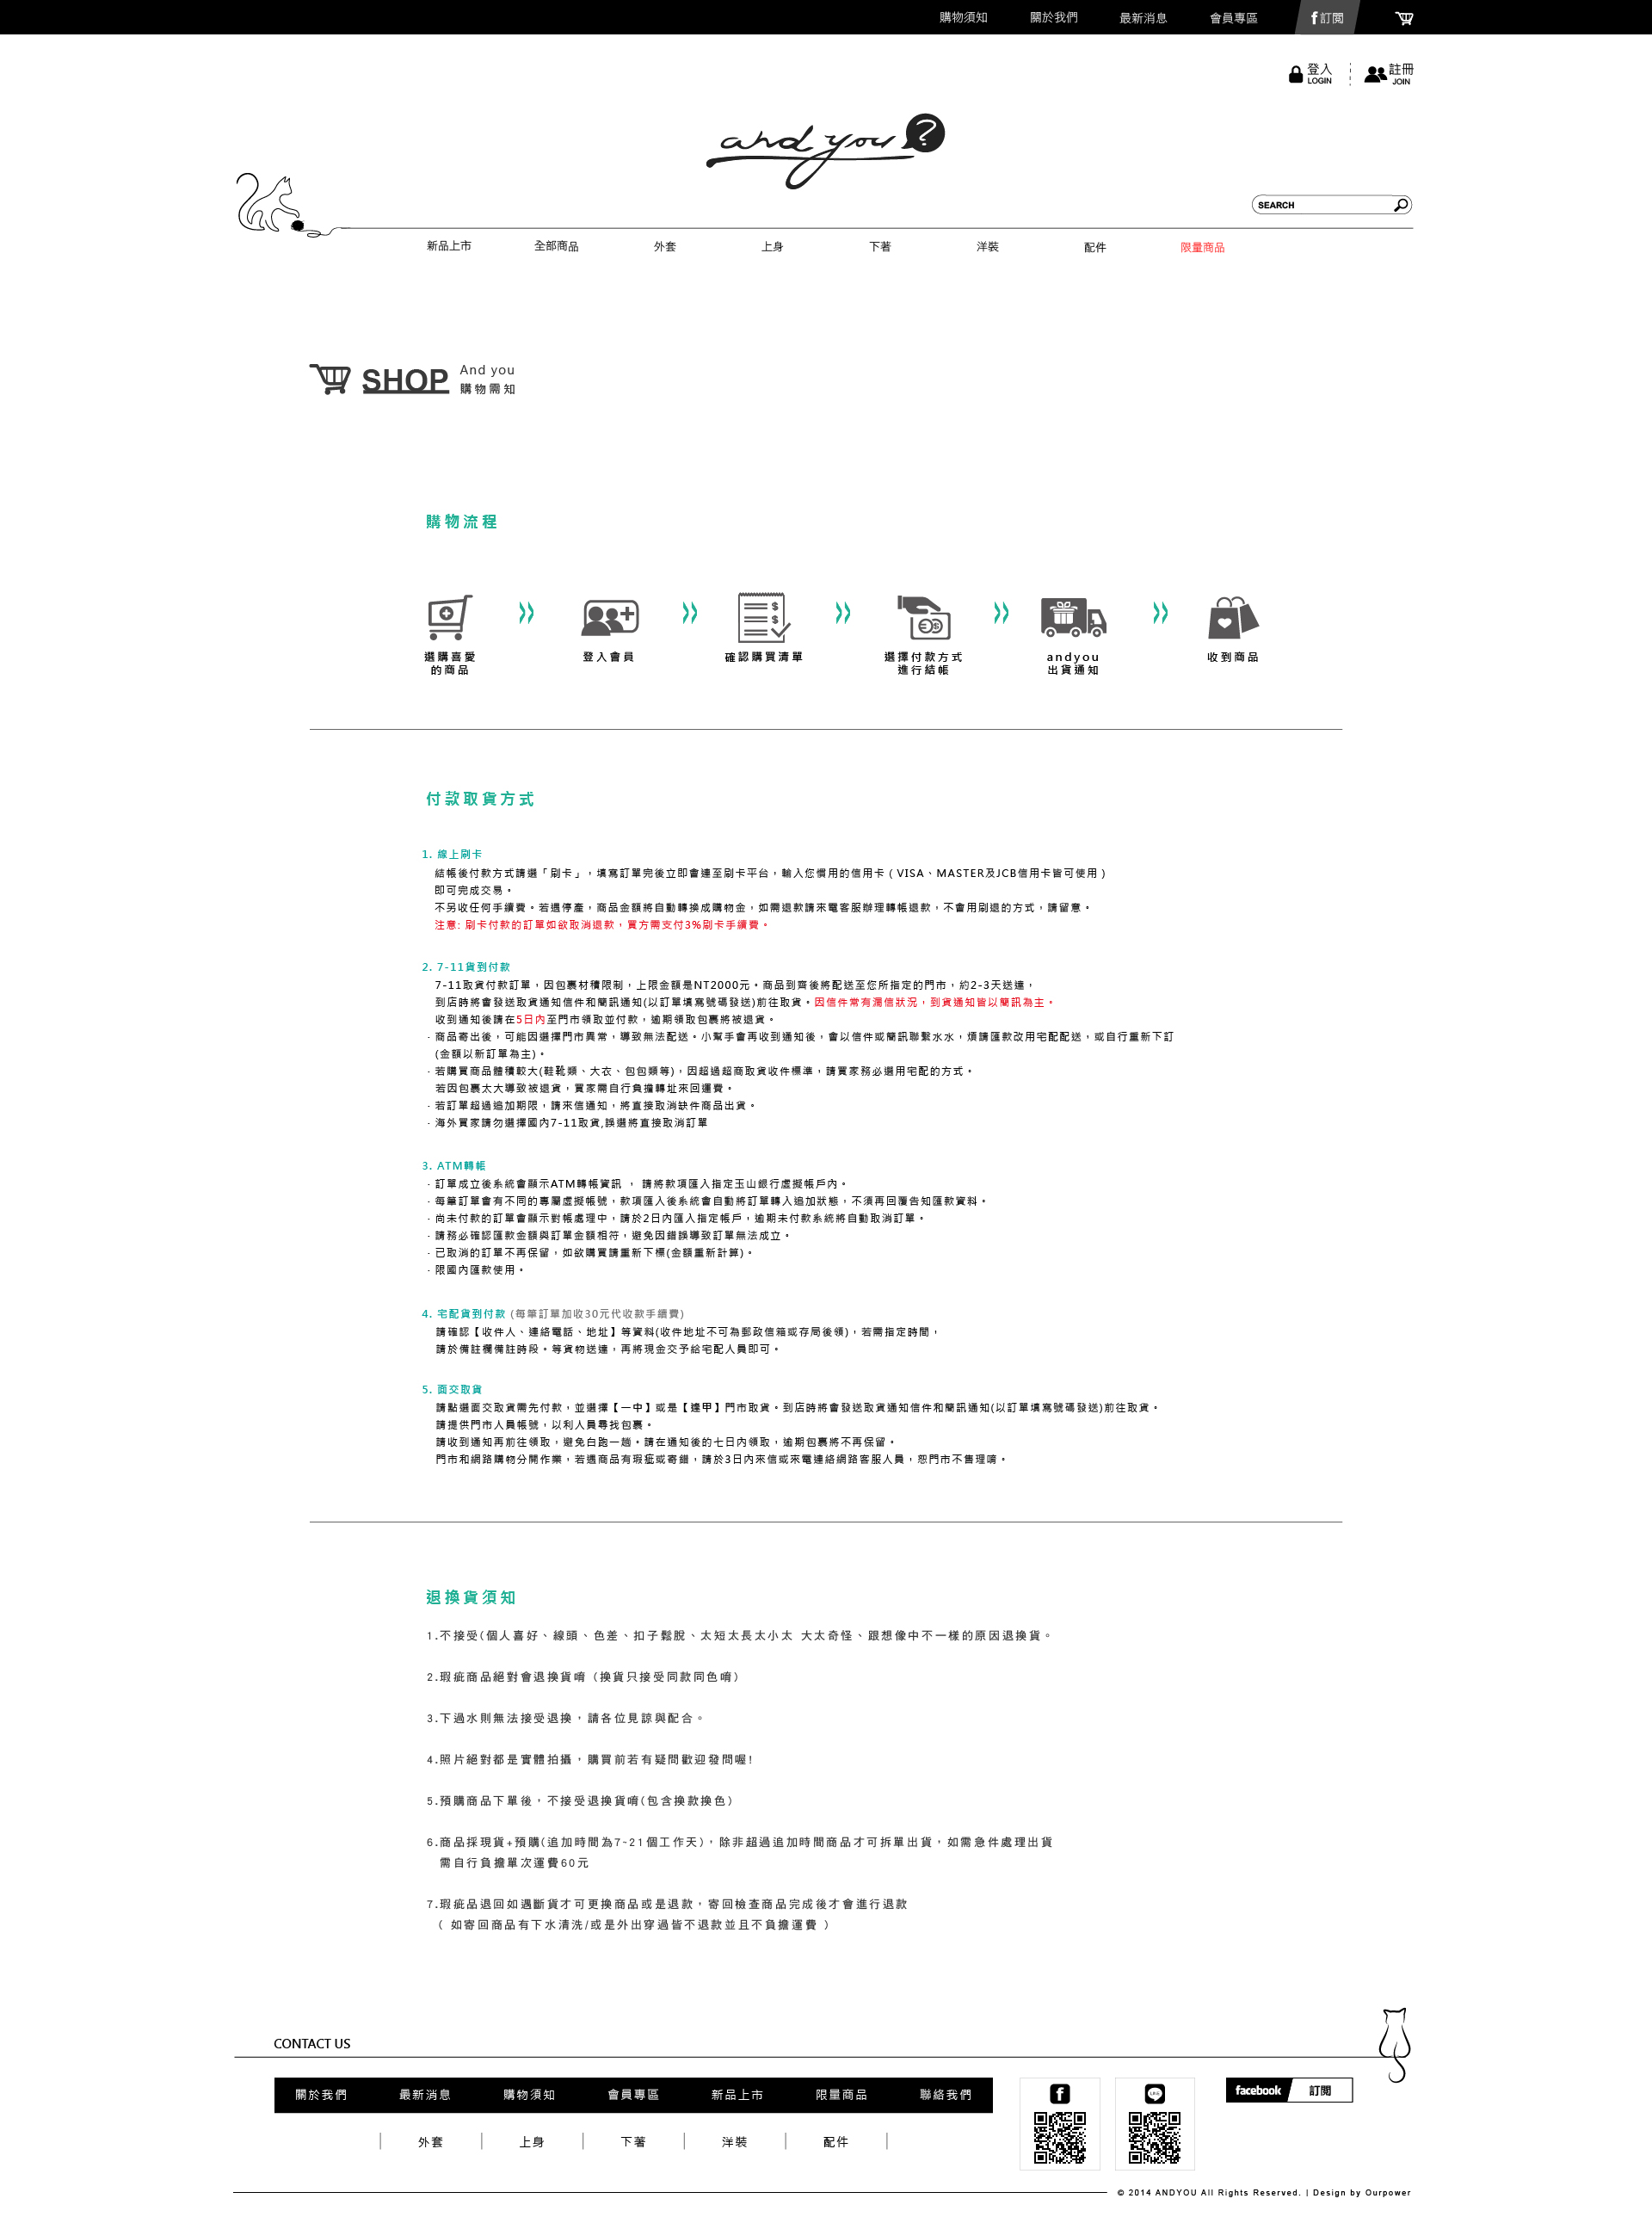 購物須知 關於我們 最新消息 會員專區 f 訂閱
登入 LOGIN 註冊 JOIN
and you ?
SEARCH
新品上市 全部商品 外套 上身 下著 洋裝 配件 限量商品
SHOP And you
購物需知
購物流程
選購喜愛 登入會員 確認購買清單 選擇付款方式 andyou 收到商品
的商品 進行結帳 出貨通知
付款取貨方式
1. 線上刷卡
結帳後付款方式請選「刷卡」，填寫訂單完後立即會連至刷卡平台，輸入您慣用的信用卡 ( VISA、MASTER及JCB信用卡皆可使用 )
即可完成交易。
不另收任何手續費。若遇停產，商品金額將自動轉換成購物金，如需退款請來電客服辦理轉帳退款，不會用刷退的方式，請留意。
注意: 刷卡付款的訂單如欲取消退款，買方需支付3%刷卡手續費。
2. 7-11貨到付款
7-11取貨付款訂單，因包裹材積限制，上限金額是NT2000元。商品到齊後將配送至您所指定的門市，約2-3天送達，
到店時將會發送取貨通知信件和簡訊通知(以訂單填寫號碼發送)前往取貨。因信件常有漏信狀況，到貨通知皆以簡訊為主。
收到通知後請在5日內至門市領取並付款，逾期領取包裹將被退貨。
· 商品寄出後，可能因選擇門市異常，導致無法配送。小幫手會再收到通知後，會以信件或簡訊聯繫水水，煩請匯款改用宅配配送，或自行重新下訂
(金額以新訂單為主)。
· 若購買商品體積較大(鞋靴類、大衣、包包類等)，因超過超商取貨收件標準，請買家務必選用宅配的方式。
若因包裹太大導致被退貨，買家需自行負擔轉址來回運費。
· 若訂單超過追加期限，請來信通知，將直接取消缺件商品出貨。
· 海外買家請勿選擇國內7-11取貨,誤選將直接取消訂單
3. ATM轉帳
· 訂單成立後系統會顯示ATM轉帳資訊 ， 請將款項匯入指定玉山銀行虛擬帳戶內。
· 每筆訂單會有不同的專屬虛擬帳號，款項匯入後系統會自動將訂單轉入追加狀態，不須再回覆告知匯款資料。
· 尚未付款的訂單會顯示對帳處理中，請於2日內匯入指定帳戶，逾期未付款系統將自動取消訂單。
· 請務必確認匯款金額與訂單金額相符，避免因錯誤導致訂單無法成立。
· 已取消的訂單不再保留，如欲購買請重新下標(金額重新計算)。
· 限國內匯款使用。
4. 宅配貨到付款 (每筆訂單加收30元代收款手續費)
請確認【收件人、連絡電話、地址】等資料(收件地址不可為郵政信箱或存局後領)，若需指定時間，
請於備註欄備註時段。等貨物送達，再將現金交予給宅配人員即可。
5. 面交取貨
請點選面交取貨需先付款，並選擇【一中】或是【逢甲】門市取貨。到店時將會發送取貨通知信件和簡訊通知(以訂單填寫號碼發送)前往取貨。
請提供門市人員帳號，以利人員尋找包裹。
請收到通知再前往領取，避免白跑一趟。請在通知後的七日內領取，逾期包裹將不再保留。
門市和網路購物分開作業，若遇商品有瑕疵或寄錯，請於3日內來信或來電連絡網路客服人員，恕門市不售理唷。
退換貨須知
1.不接受(個人喜好、線頭、色差、扣子鬆脫、太短太長太小太 大太奇怪、跟想像中不一樣的原因退換貨。
2.瑕疵商品絕對會退換貨唷 (換貨只接受同款同色唷)
3.下過水則無法接受退換，請各位見諒與配合。
4.照片絕對都是實體拍攝，購買前若有疑問歡迎發問喔!
5.預購商品下單後，不接受退換貨唷(包含換款換色)
6.商品採現貨+預購(追加時間為7-21個工作天)，除非超過追加時間商品才可拆單出貨，如需急件處理出貨
需自行負擔單次運費60元
7.瑕疵品退回如遇斷貨才可更換商品或是退款，寄回檢查商品完成後才會進行退款
( 如寄回商品有下水清洗/或是外出穿過皆不退款並且不負擔運費 )
CONTACT US
關於我們 最新消息 購物須知 會員專區 新品上市 限量商品 聯絡我們
facebook 訂閱
外套 上身 下著 洋裝 配件
© 2014 ANDYOU All Rights Reserved. | Design by Ourpower